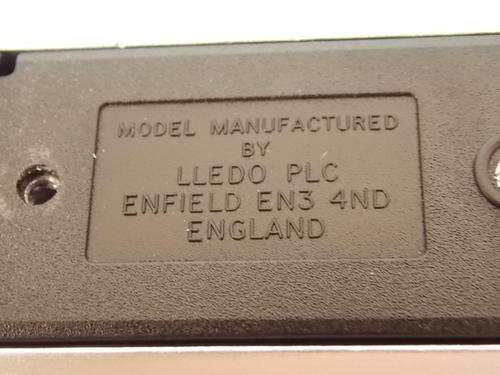 MODEL MANUFACTURED
BY
LLEDO PLC
ENFIELD EN3 4ND
ENGLAND